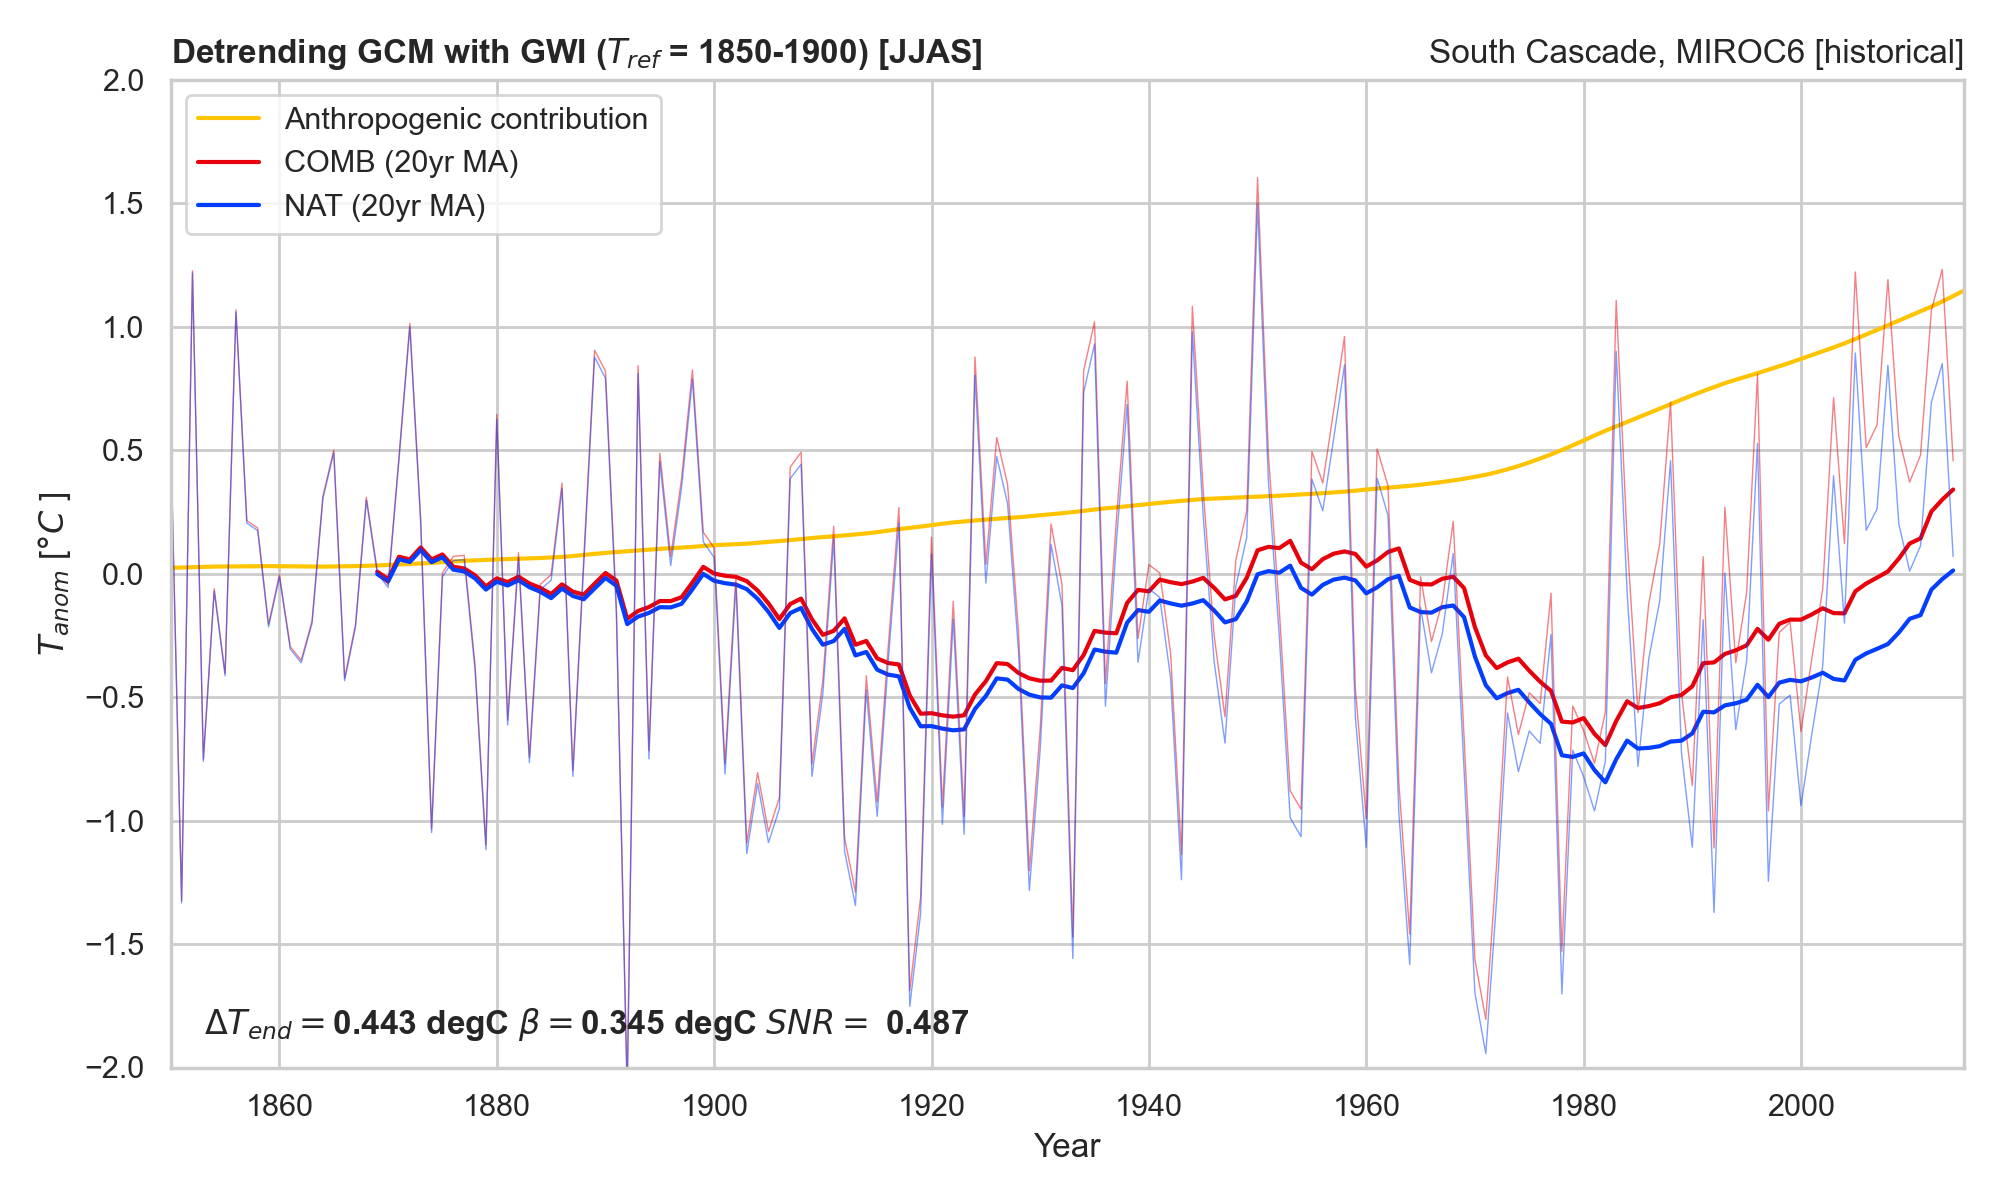 Detrending GCM with GWI (T_ref = 1850-1900) [JJAS]
South Cascade, MIROC6 [historical]
Anthropogenic contribution
COMB (20yr MA)
NAT (20yr MA)
2.0
1.5
1.0
0.5
0.0
−0.5
−1.0
−1.5
−2.0
T_anom [°C]
ΔT_end = 0.443 degC β = 0.345 degC SNR = 0.487
1860 1880 1900 1920 1940 1960 1980 2000
Year